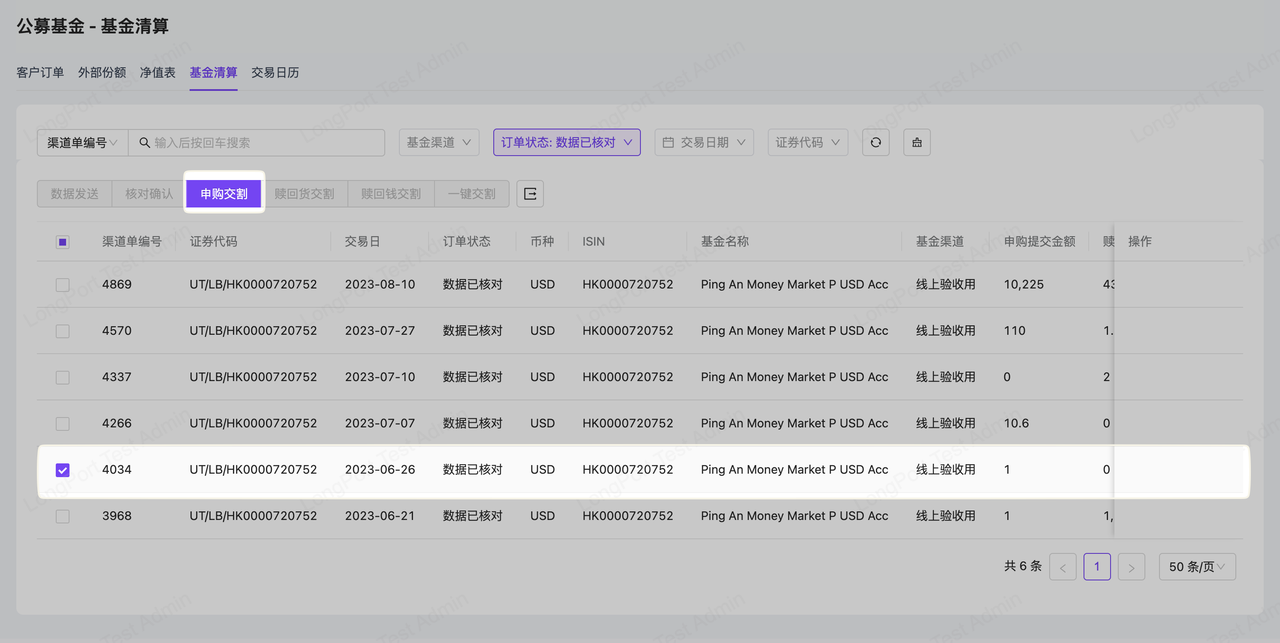 公募基金 - 基金清算
客户订单 外部份额 净值表 基金清算 交易日历
渠道单编号 输入后按回车搜索 基金渠道 订单状态: 数据已核对 交易日期 证券代码
数据发送 核对确认 申购交割 赎回货交割 赎回钱交割 一键交割
渠道单编号 证券代码 交易日 订单状态 币种 ISIN 基金名称 基金渠道 申购提交金额 赎 操作
4869 UT/LB/HK0000720752 2023-08-10 数据已核对 USD HK0000720752 Ping An Money Market P USD Acc 线上验收用 10,225 43
4570 UT/LB/HK0000720752 2023-07-27 数据已核对 USD HK0000720752 Ping An Money Market P USD Acc 线上验收用 110 1.
4337 UT/LB/HK0000720752 2023-07-10 数据已核对 USD HK0000720752 Ping An Money Market P USD Acc 线上验收用 0 2
4266 UT/LB/HK0000720752 2023-07-07 数据已核对 USD HK0000720752 Ping An Money Market P USD Acc 线上验收用 10.6 0
4034 UT/LB/HK0000720752 2023-06-26 数据已核对 USD HK0000720752 Ping An Money Market P USD Acc 线上验收用 1 0
3968 UT/LB/HK0000720752 2023-06-21 数据已核对 USD HK0000720752 Ping An Money Market P USD Acc 线上验收用 1 1,
共 6 条 1 50 条/页
LongPort Test Admin